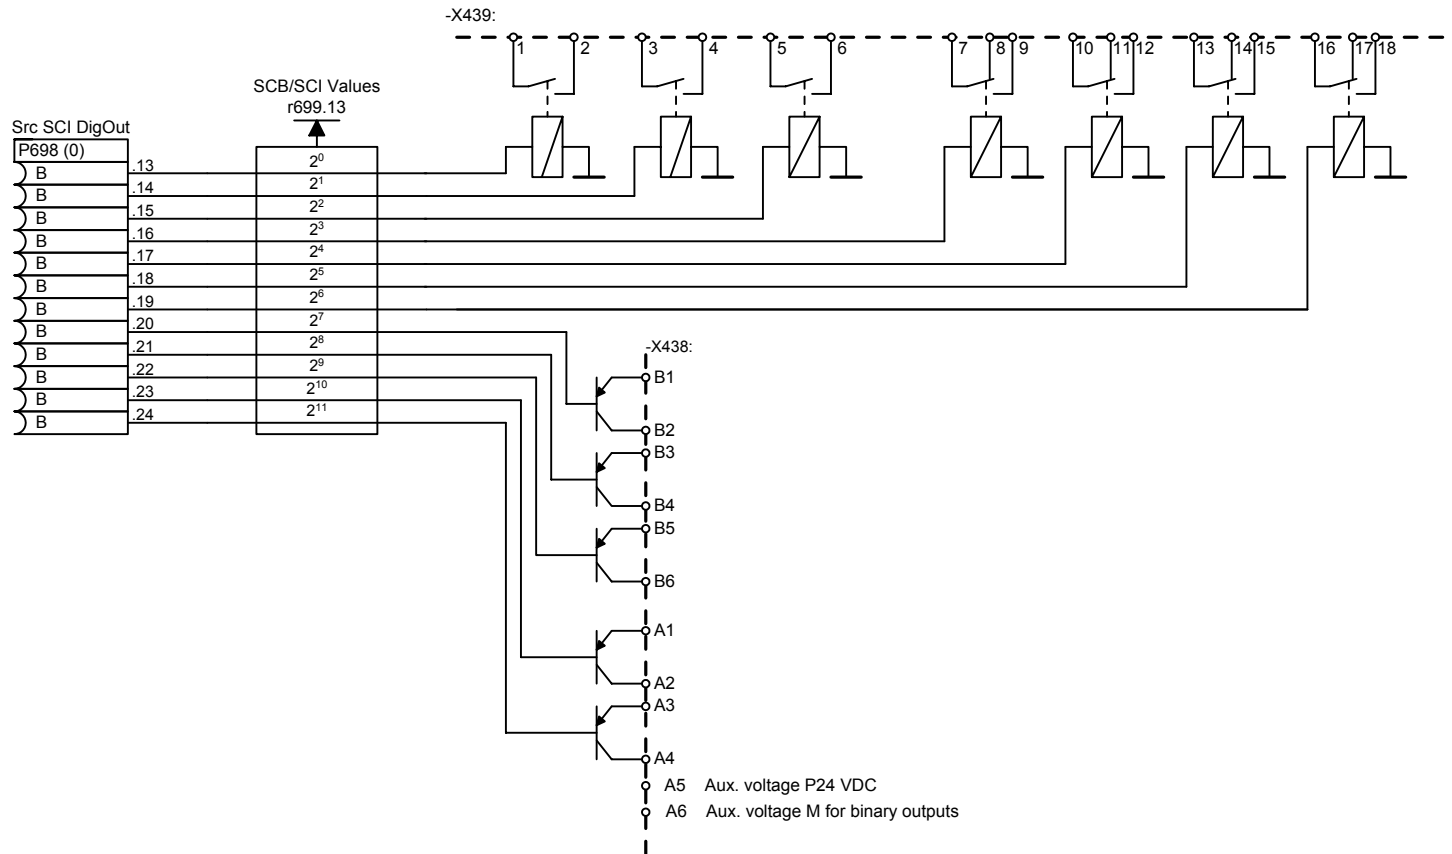 -X439:
1 2 3 4 5 6 7 8 9 10 11 12 13 14 15 16 17 18
SCB/SCI Values
r699.13
Src SCI DigOut
P698 (0)
B .13 2⁰
B .14 2¹
B .15 2²
B .16 2³
B .17 2⁴
B .18 2⁵
B .19 2⁶
B .20 2⁷
B .21 2⁸
B .22 2⁹
B .23 2¹⁰
B .24 2¹¹
-X438:
B1
B2
B3
B4
B5
B6
A1
A2
A3
A4
A5 Aux. voltage P24 VDC
A6 Aux. voltage M for binary outputs